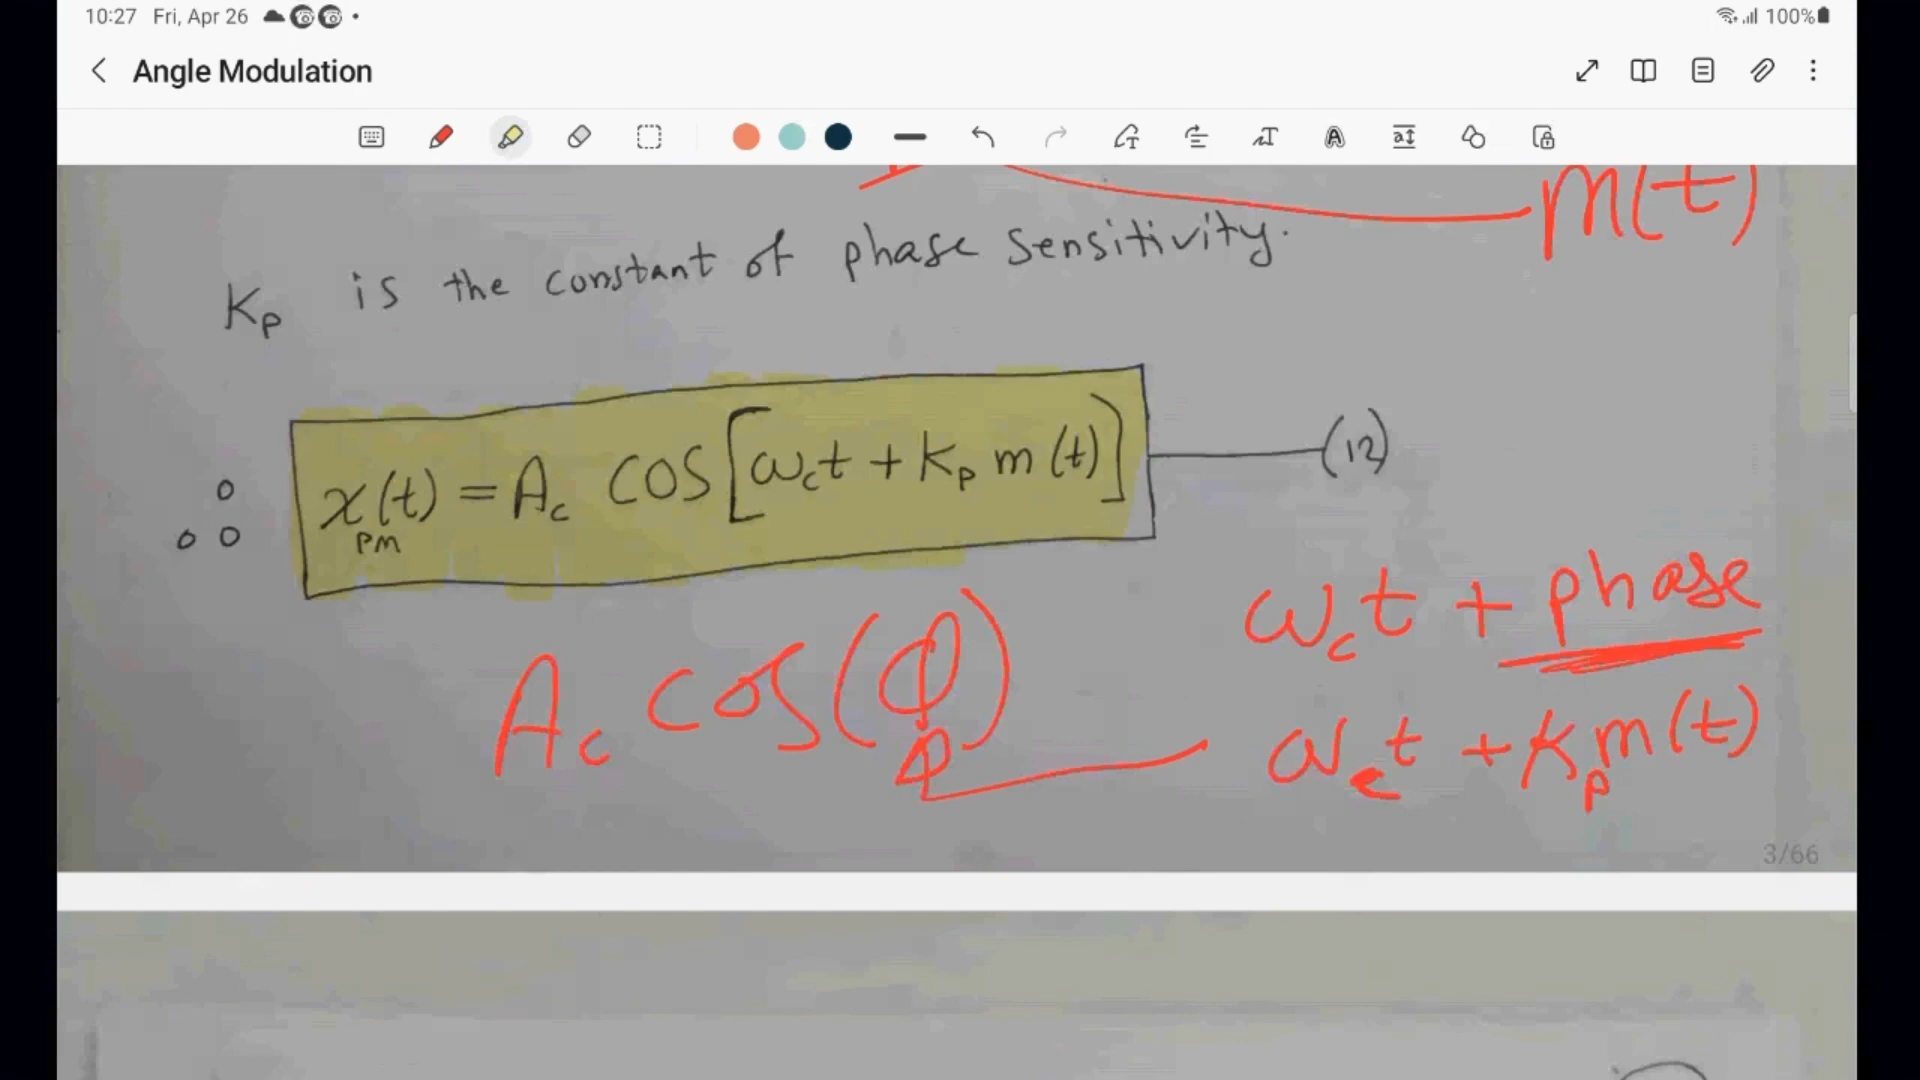 10:27 Fri, Apr 26
100%
Angle Modulation
m(t)
Kp is the constant of phase sensitivity.
x(t) = Ac COS [ωct + Kp m(t)] (12)
PM
ωct + phase
Ac cos(φp)
ωct + Kp m(t)
3/66